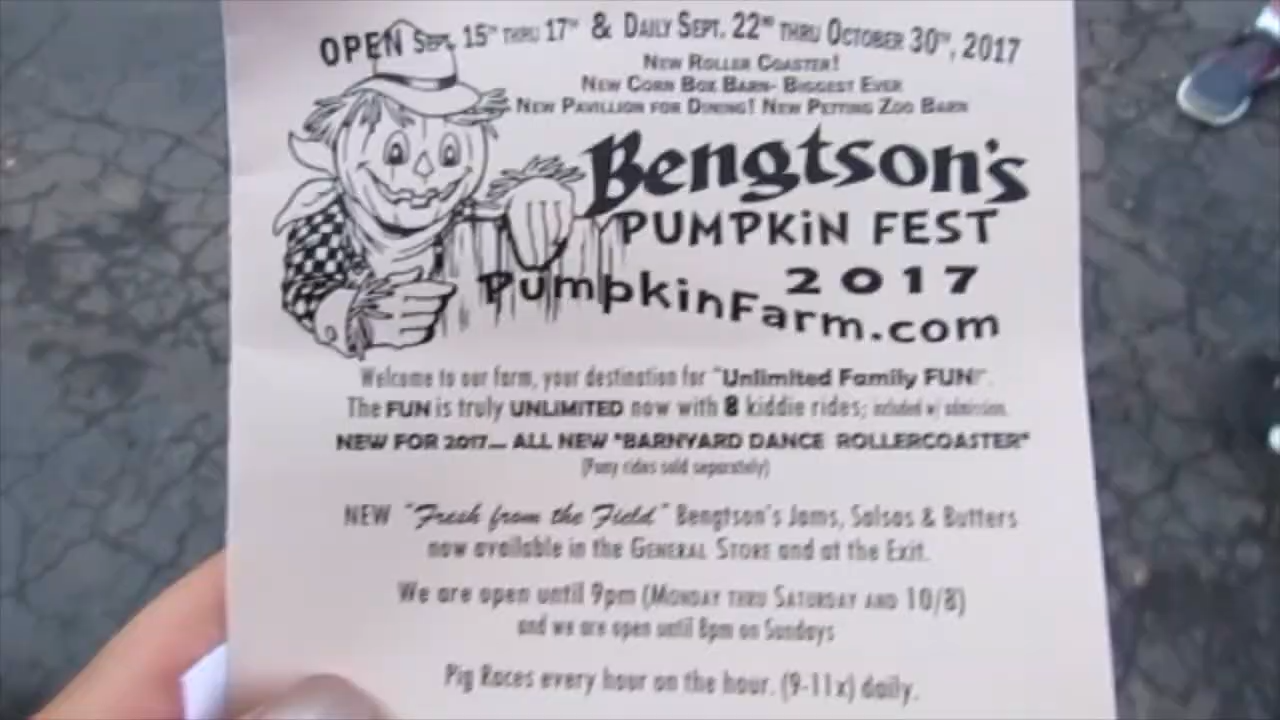 OPEN SEPT. 15TH THRU 17TH & DAILY SEPT. 22ND THRU OCTOBER 30TH, 2017
NEW ROLLER COASTER!
NEW CORN BOX BARN- BIGGEST EVER
NEW PAVILLION FOR DINING! NEW PETTING ZOO BARN
Bengtson's
PUMPKiN FEST
2017
PumpkinFarm.com
Welcome to our farm, your destination for "Unlimited Family FUN!".
The FUN is truly UNLIMITED now with 8 kiddie rides; included w/ admission.
NEW FOR 2017... ALL NEW "BARNYARD DANCE ROLLERCOASTER"
(Pony rides sold separately)
NEW "Fresh from the Field" Bengtson's Jams, Salsas & Butters
now available in the GENERAL STORE and at the Exit.
We are open until 9pm (MONDAY THRU SATURDAY AND 10/8)
and we are open until 8pm on Sundays
Pig Races every hour on the hour. (9-11x) daily.